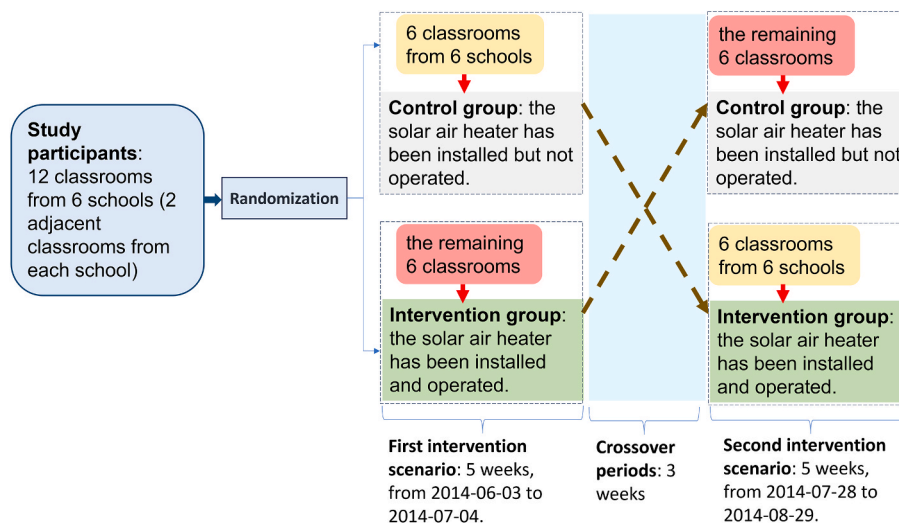 Study
participants:
12 classrooms
from 6 schools (2
adjacent
classrooms from
each school)
Randomization
6 classrooms
from 6 schools
Control group: the
solar air heater has
been installed but not
operated.
the remaining
6 classrooms
Intervention group:
the solar air heater
has been installed
and operated.
the remaining
6 classrooms
Control group: the
solar air heater has
been installed but not
operated.
6 classrooms
from 6 schools
Intervention group:
the solar air heater
has been installed
and operated.
First intervention
scenario: 5 weeks,
from 2014-06-03 to
2014-07-04.
Crossover
periods: 3
weeks
Second intervention
scenario: 5 weeks,
from 2014-07-28 to
2014-08-29.